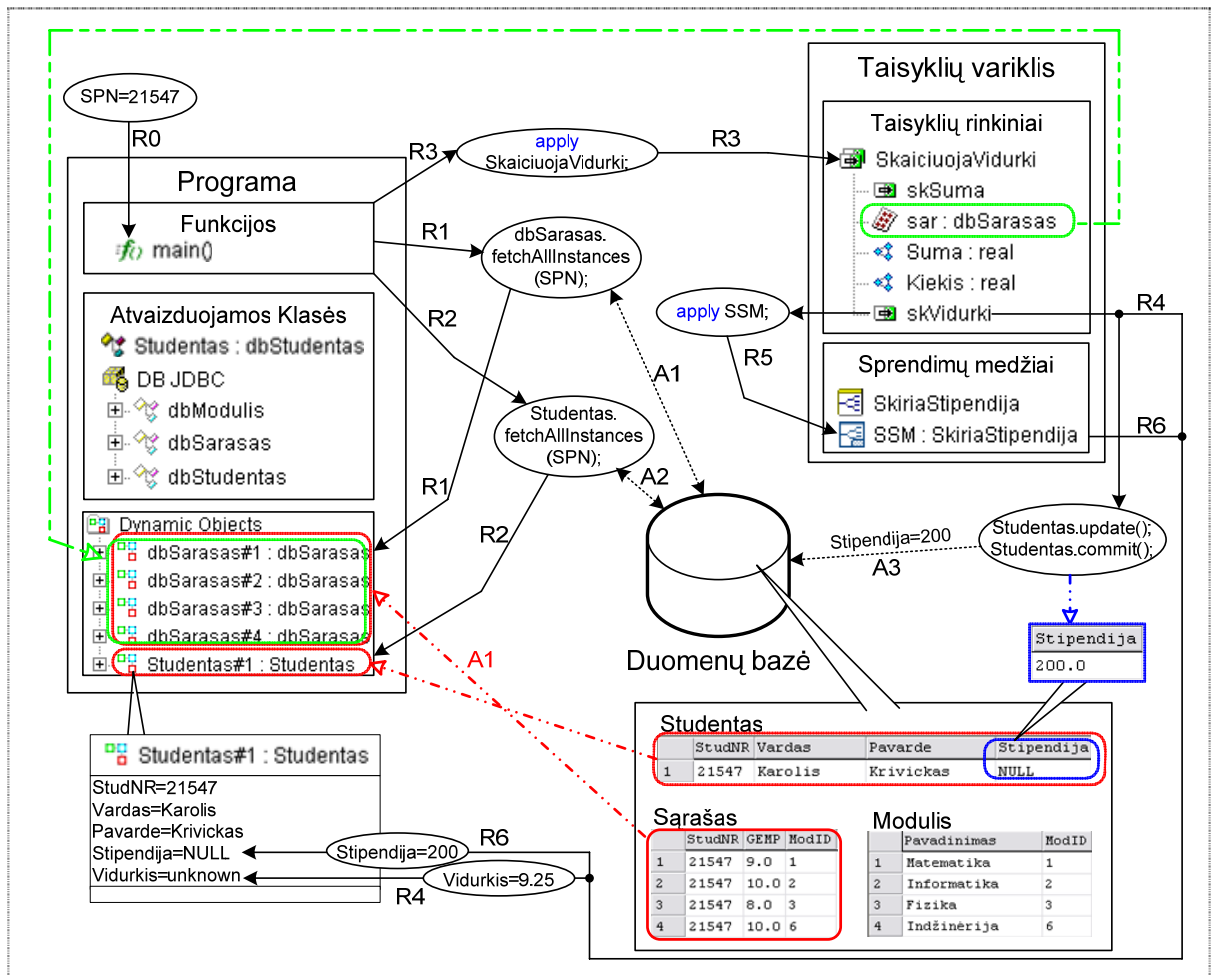 SPN=21547
R0
Programa
Funkcijos
main()
Atvaizduojamos Klasės
Studentas : dbStudentas
DB JDBC
dbModulis
dbSarasas
dbStudentas
Dynamic Objects
dbSarasas#1 : dbSarasas
dbSarasas#2 : dbSarasas
dbSarasas#3 : dbSarasas
dbSarasas#4 : dbSarasas
Studentas#1 : Studentas
R3
apply
SkaiciuojaVidurki;
R3
R1
dbSarasas.
fetchAllInstances
(SPN);
R2
Studentas.
fetchAllInstances
(SPN);
R1
R2
A1
A2
apply SSM;
R5
Taisyklių variklis
Taisyklių rinkiniai
SkaiciuojaVidurki
skSuma
sar : dbSarasas
Suma : real
Kiekis : real
skVidurki
R4
Sprendimų medžiai
SkiriaStipendija
SSM : SkiriaStipendija
R6
Studentas.update();
Studentas.commit();
Stipendija=200
A3
Stipendija
200.0
Duomenų bazė
A1
Studentas
StudNR Vardas Pavarde Stipendija
1 21547 Karolis Krivickas NULL
Sąrašas
StudNR GEMP ModID
1 21547 9.0 1
2 21547 10.0 2
3 21547 8.0 3
4 21547 10.0 6
Modulis
Pavadinimas ModID
1 Matematika 1
2 Informatika 2
3 Fizika 3
4 Indžinėrija 6
Studentas#1 : Studentas
StudNR=21547
Vardas=Karolis
Pavarde=Krivickas
Stipendija=NULL
Vidurkis=unknown
Stipendija=200
R6
Vidurkis=9.25
R4